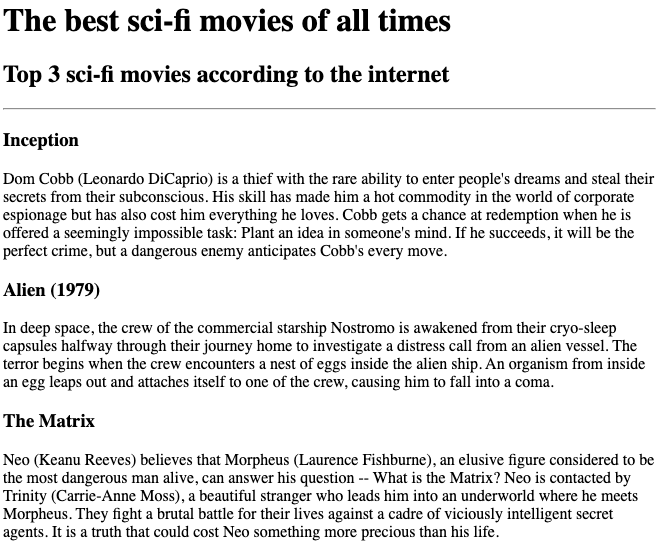 The best sci-fi movies of all times
Top 3 sci-fi movies according to the internet
Inception
Dom Cobb (Leonardo DiCaprio) is a thief with the rare ability to enter people's dreams and steal their
secrets from their subconscious. His skill has made him a hot commodity in the world of corporate
espionage but has also cost him everything he loves. Cobb gets a chance at redemption when he is
offered a seemingly impossible task: Plant an idea in someone's mind. If he succeeds, it will be the
perfect crime, but a dangerous enemy anticipates Cobb's every move.
Alien (1979)
In deep space, the crew of the commercial starship Nostromo is awakened from their cryo-sleep
capsules halfway through their journey home to investigate a distress call from an alien vessel. The
terror begins when the crew encounters a nest of eggs inside the alien ship. An organism from inside
an egg leaps out and attaches itself to one of the crew, causing him to fall into a coma.
The Matrix
Neo (Keanu Reeves) believes that Morpheus (Laurence Fishburne), an elusive figure considered to be
the most dangerous man alive, can answer his question -- What is the Matrix? Neo is contacted by
Trinity (Carrie-Anne Moss), a beautiful stranger who leads him into an underworld where he meets
Morpheus. They fight a brutal battle for their lives against a cadre of viciously intelligent secret
agents. It is a truth that could cost Neo something more precious than his life.